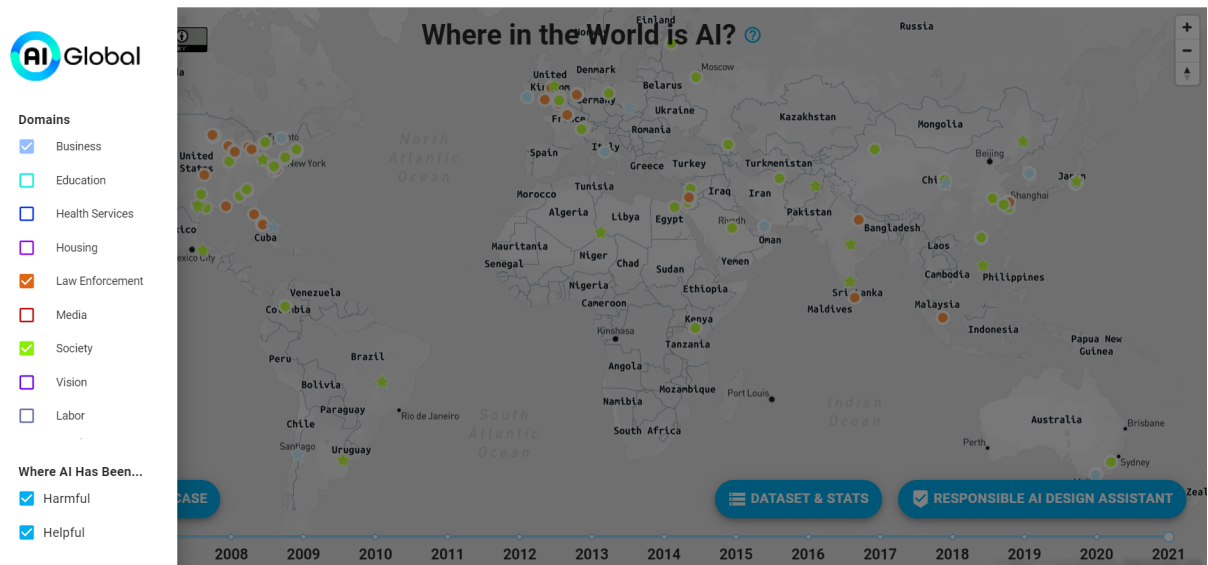 AI Global
Domains
Business
Education
Health Services
Housing
Law Enforcement
Media
Society
Vision
Labor
Where AI Has Been...
Harmful
Helpful
Where in the World is AI?
BY
Finland
Russia
Moscow
Denmark
United
Kingdom
Belarus
Germany
Ukraine
France
Kazakhstan
Mongolia
Romania
North
Atlantic
Ocean
Toronto
New York
United
States
Spain
Italy
Greece
Turkey
Turkmenistan
Beijing
Japan
Shanghai
Morocco
Tunisia
Iraq
Iran
Algeria
Libya
Egypt
Riyadh
Pakistan
Bangladesh
Cuba
Mexico City
Oman
Mauritania
Niger
Chad
Sudan
Yemen
Laos
Senegal
Nigeria
Ethiopia
Cambodia
Philippines
Venezuela
Colombia
Cameroon
Sri Lanka
Maldives
Malaysia
Kenya
Kinshasa
Tanzania
Indonesia
Papua New
Guinea
Peru
Brazil
Angola
Bolivia
Mozambique
Port Louis
Namibia
Paraguay
Rio de Janeiro
South
Atlantic
Ocean
Indian
Ocean
Chile
South Africa
Australia
Brisbane
Perth
Santiago
Uruguay
Sydney
CASE
DATASET & STATS
RESPONSIBLE AI DESIGN ASSISTANT
2008
2009
2010
2011
2012
2013
2014
2015
2016
2017
2018
2019
2020
2021